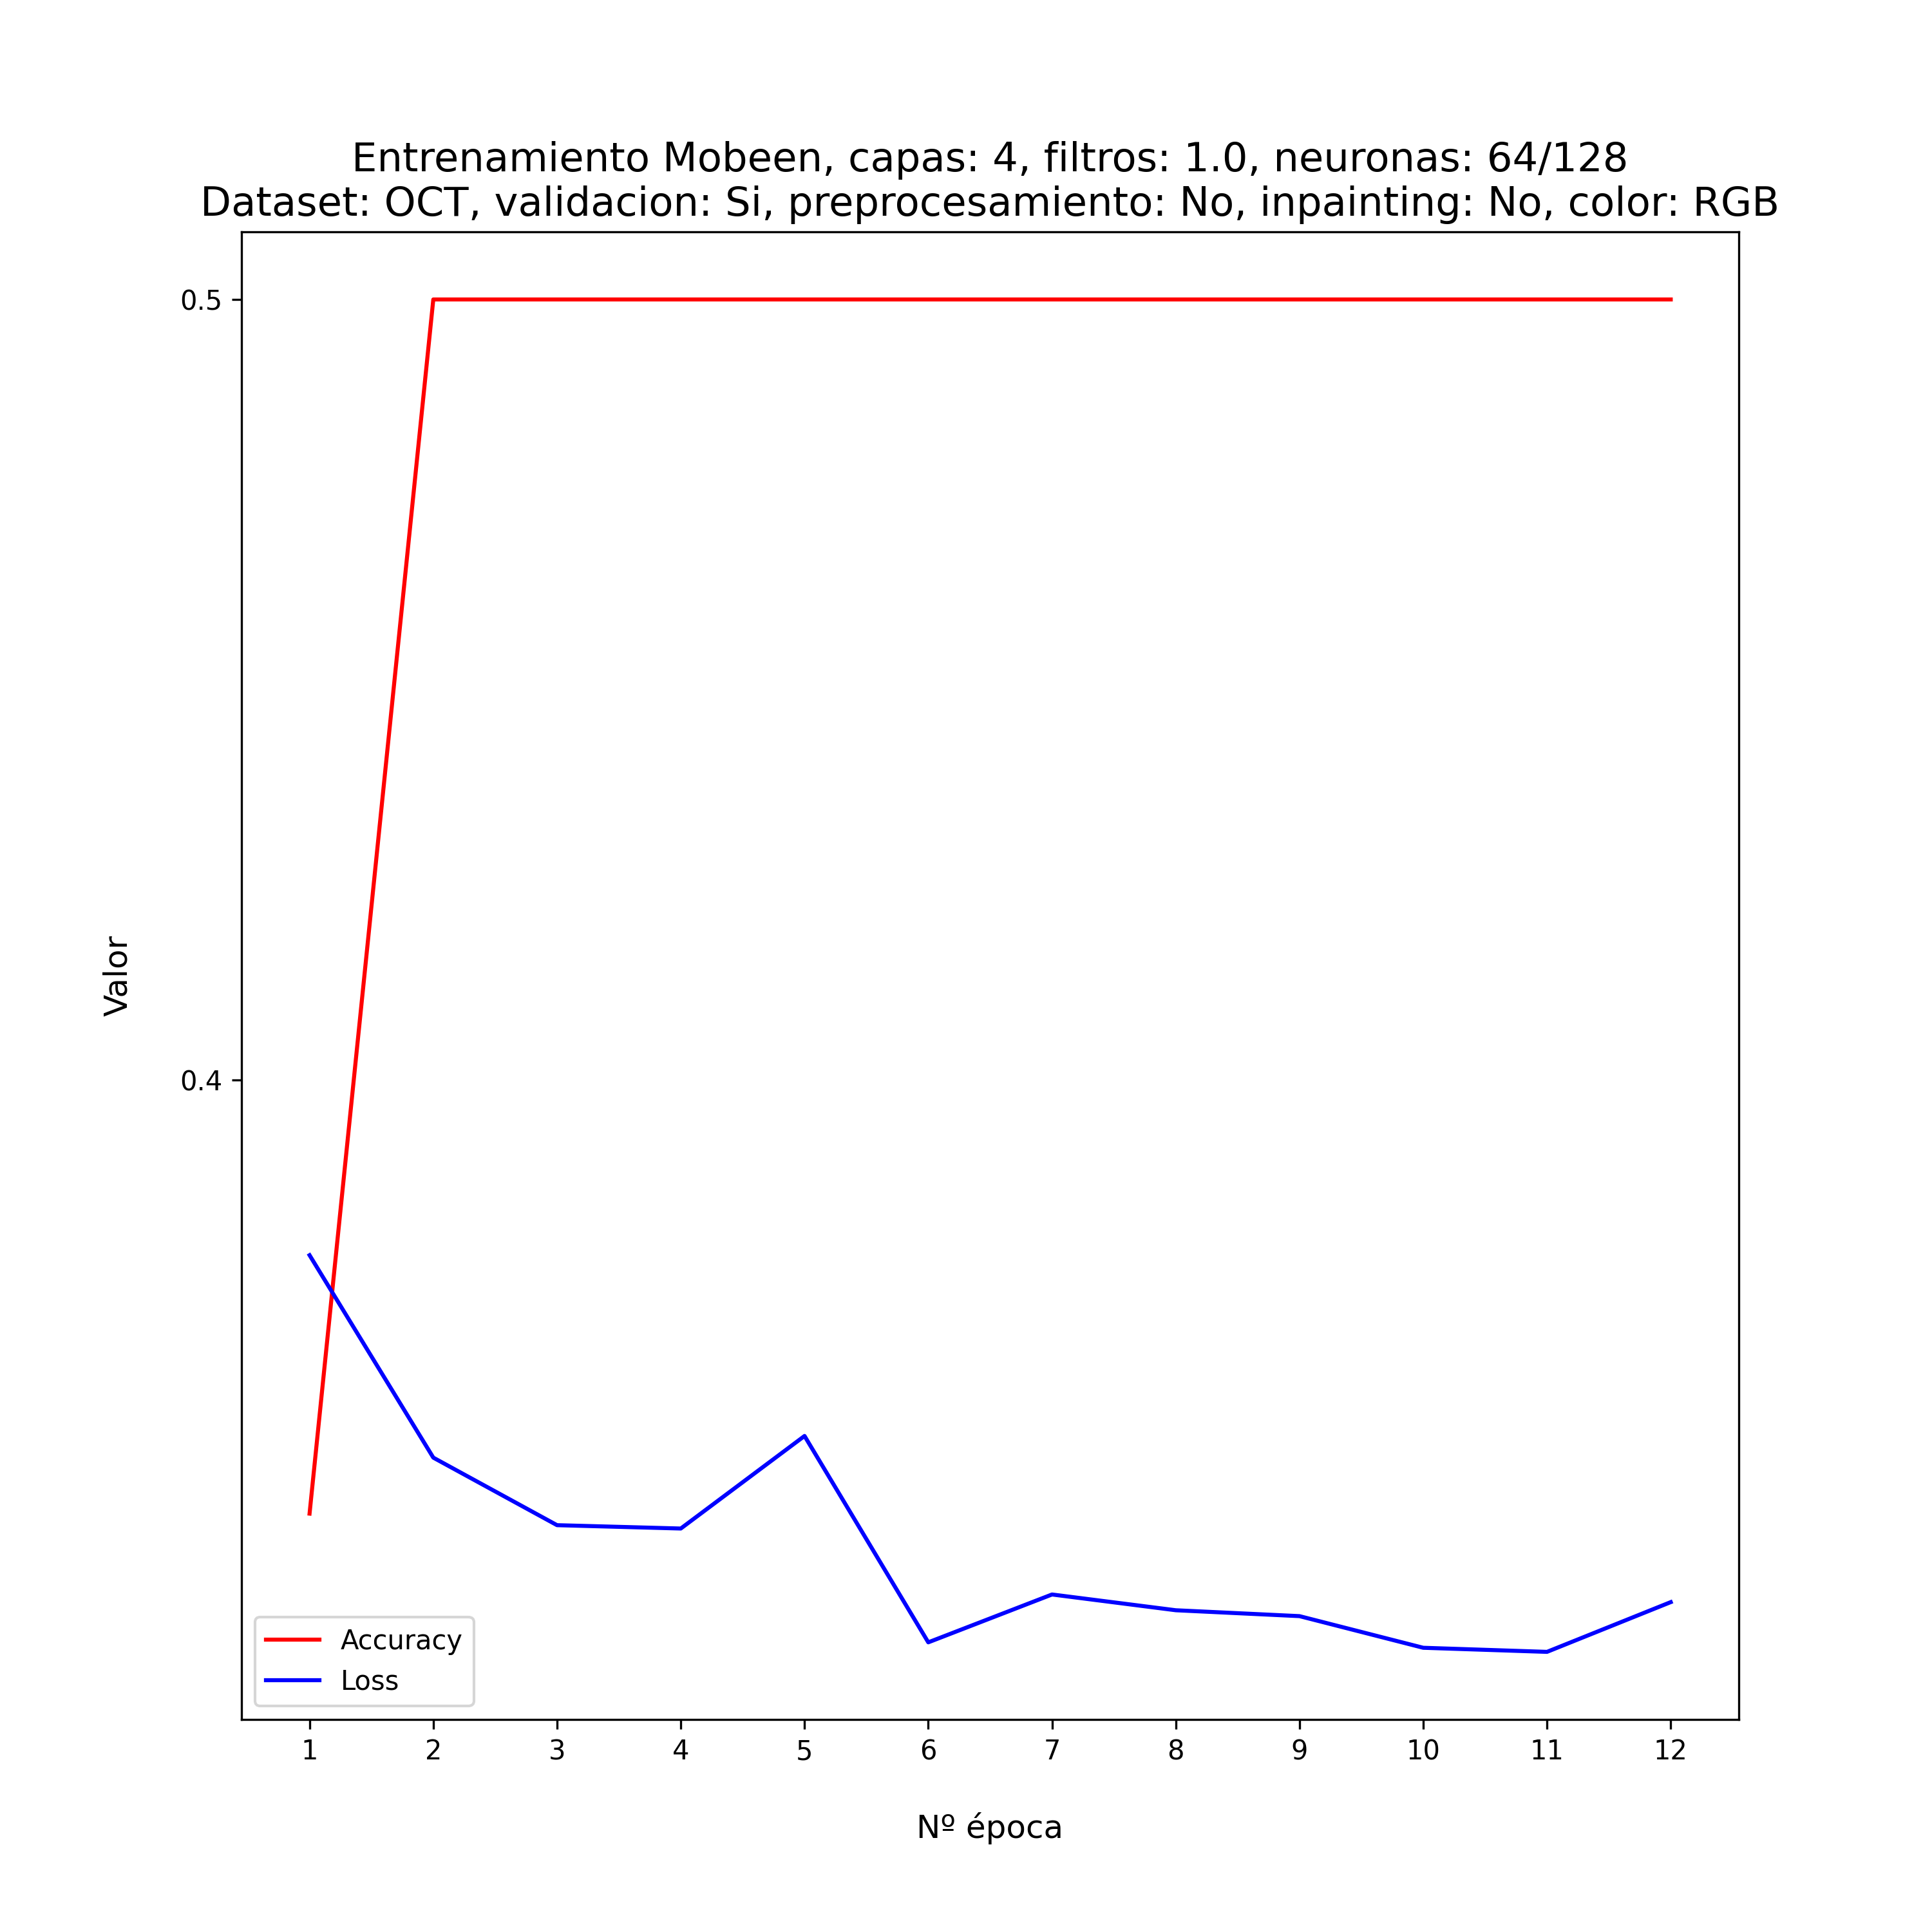 Entrenamiento Mobeen, capas: 4, filtros: 1.0, neuronas: 64/128
Dataset: OCT, validacion: Si, preprocesamiento: No, inpainting: No, color: RGB
0.5
0.4
Valor
Accuracy
Loss
1 2 3 4 5 6 7 8 9 10 11 12
Nº época